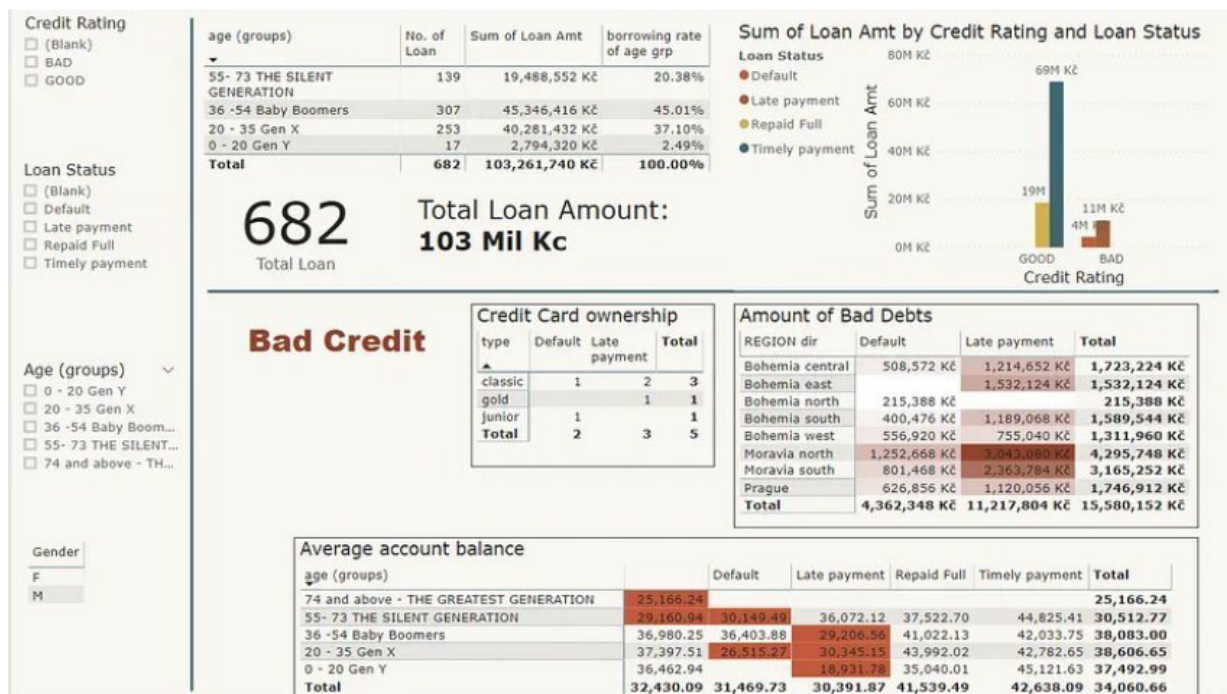 Credit Rating
(Blank)
BAD
GOOD
Loan Status
(Blank)
Default
Late payment
Repaid Full
Timely payment
Age (groups)
0 - 20 Gen Y
20 - 35 Gen X
36 -54 Baby Boom...
55- 73 THE SILENT...
74 and above - TH...
Gender
F
M
age (groups) No. of Loan Sum of Loan Amt borrowing rate of age grp
55- 73 THE SILENT GENERATION 139 19,488,552 Kč 20.38%
36 -54 Baby Boomers 307 45,346,416 Kč 45.01%
20 - 35 Gen X 253 40,281,432 Kč 37.10%
0 - 20 Gen Y 17 2,794,320 Kč 2.49%
Total 682 103,261,740 Kč 100.00%
682
Total Loan
Total Loan Amount:
103 Mil Kc
Sum of Loan Amt by Credit Rating and Loan Status
Loan Status
Default
Late payment
Repaid Full
Timely payment
Sum of Loan Amt
80M Kč
60M Kč
40M Kč
20M Kč
0M Kč
69M Kč
19M
4M
11M Kč
GOOD BAD
Credit Rating
Bad Credit
Credit Card ownership
type Default Late payment Total
classic 1 2 3
gold 1 1
junior 1 1
Total 2 3 5
Amount of Bad Debts
REGION dir Default Late payment Total
Bohemia central 508,572 Kč 1,214,652 Kč 1,723,224 Kč
Bohemia east 1,532,124 Kč 1,532,124 Kč
Bohemia north 215,388 Kč 215,388 Kč
Bohemia south 400,476 Kč 1,189,068 Kč 1,589,544 Kč
Bohemia west 556,920 Kč 755,040 Kč 1,311,960 Kč
Moravia north 1,252,668 Kč 3,043,080 Kč 4,295,748 Kč
Moravia south 801,468 Kč 2,363,784 Kč 3,165,252 Kč
Prague 626,856 Kč 1,120,056 Kč 1,746,912 Kč
Total 4,362,348 Kč 11,217,804 Kč 15,580,152 Kč
Average account balance
age (groups) Default Late payment Repaid Full Timely payment Total
74 and above - THE GREATEST GENERATION 25,166.24 25,166.24
55- 73 THE SILENT GENERATION 29,160.94 30,149.49 36,072.12 37,522.70 44,825.41 30,512.77
36 -54 Baby Boomers 36,980.25 36,403.88 29,206.56 41,022.13 42,033.75 38,083.00
20 - 35 Gen X 37,397.51 26,515.27 30,345.15 43,992.02 42,782.65 38,606.65
0 - 20 Gen Y 36,462.94 18,931.78 35,040.01 45,121.63 37,492.99
Total 32,430.09 31,469.73 30,391.87 41,539.49 42,638.09 34,060.66